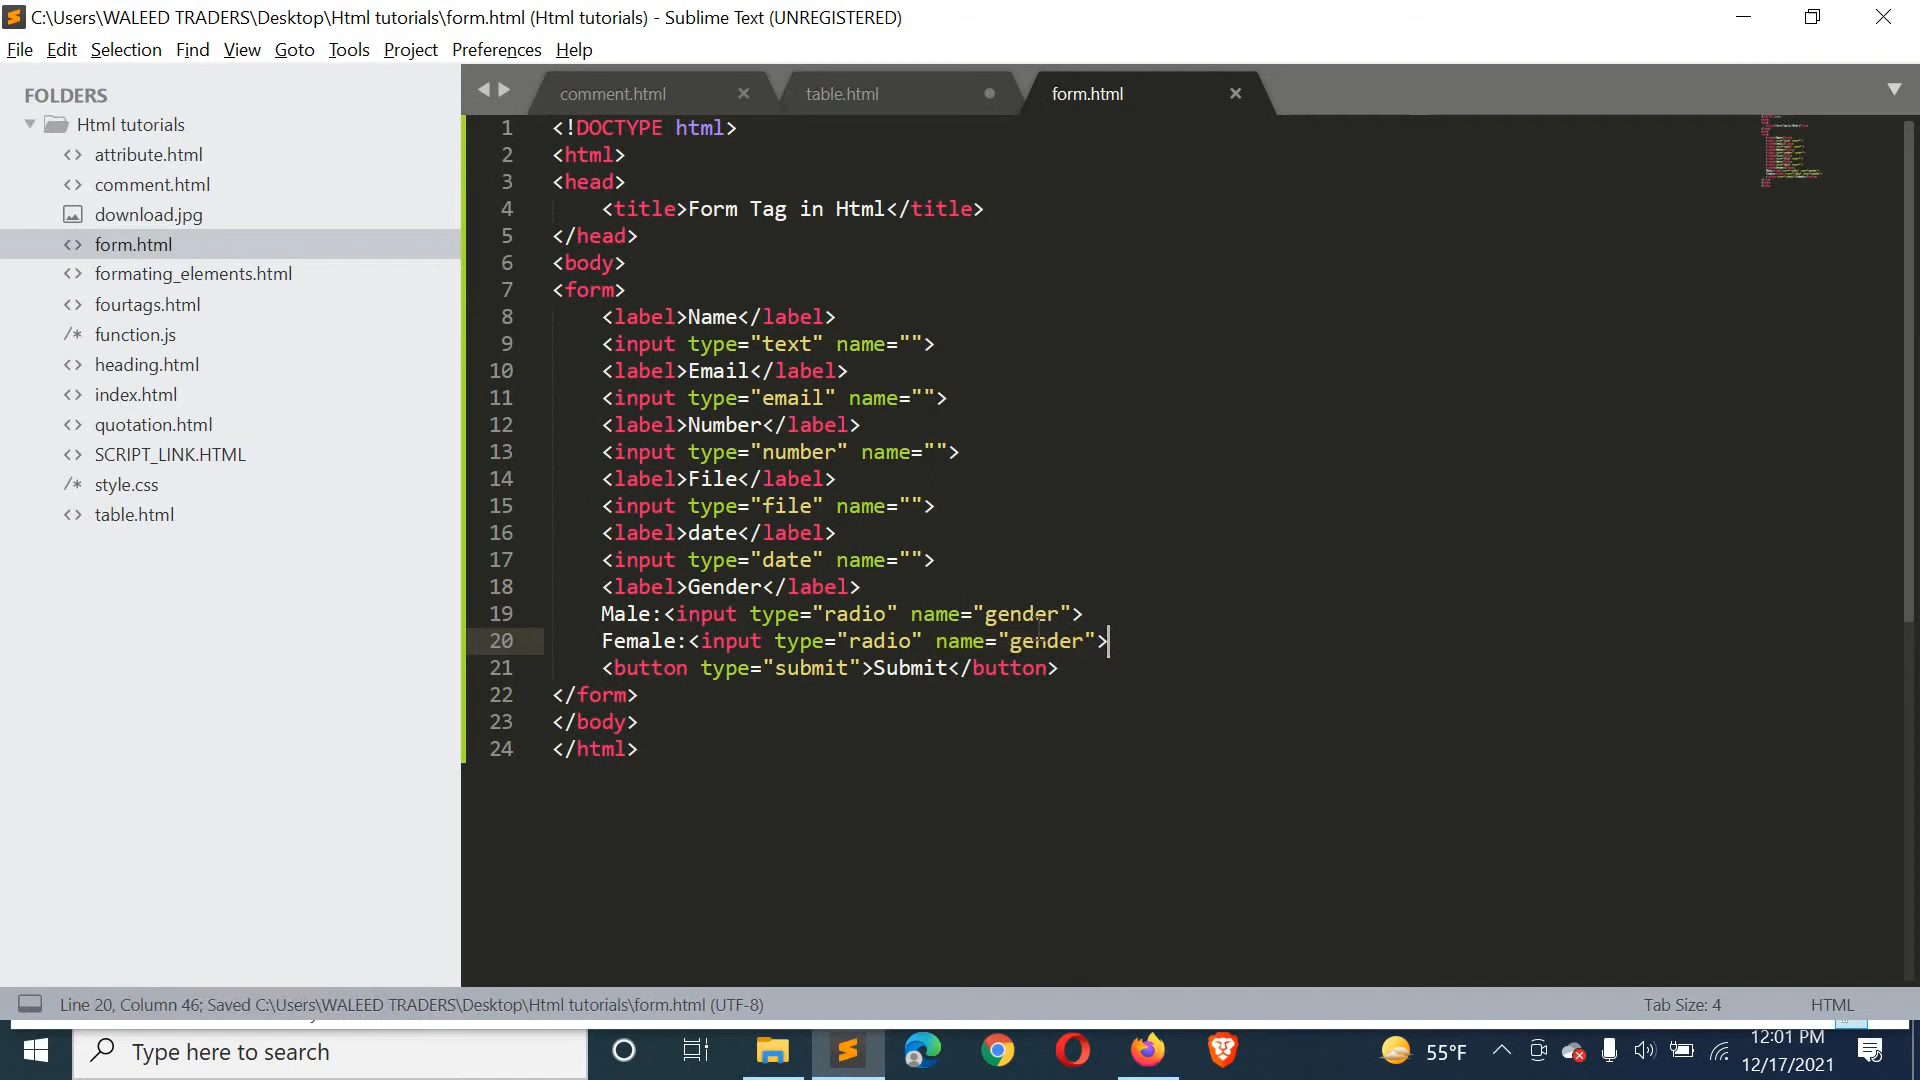 C:\Users\WALEED TRADERS\Desktop\Html tutorials\form.html (Html tutorials) - Sublime Text (UNREGISTERED)
File Edit Selection Find View Goto Tools Project Preferences Help
FOLDERS
Html tutorials
attribute.html
comment.html
download.jpg
form.html
formating_elements.html
fourtags.html
function.js
heading.html
index.html
quotation.html
SCRIPT_LINK.HTML
style.css
table.html
comment.html table.html form.html
1 <!DOCTYPE html>
2 <html>
3 <head>
4 <title>Form Tag in Html</title>
5 </head>
6 <body>
7 <form>
8 <label>Name</label>
9 <input type="text" name="">
10 <label>Email</label>
11 <input type="email" name="">
12 <label>Number</label>
13 <input type="number" name="">
14 <label>File</label>
15 <input type="file" name="">
16 <label>date</label>
17 <input type="date" name="">
18 <label>Gender</label>
19 Male:<input type="radio" name="gender">
20 Female:<input type="radio" name="gender">
21 <button type="submit">Submit</button>
22 </form>
23 </body>
24 </html>
Line 20, Column 46; Saved C:\Users\WALEED TRADERS\Desktop\Html tutorials\form.html (UTF-8) Tab Size: 4 HTML
Type here to search
55°F
12:01 PM
12/17/2021